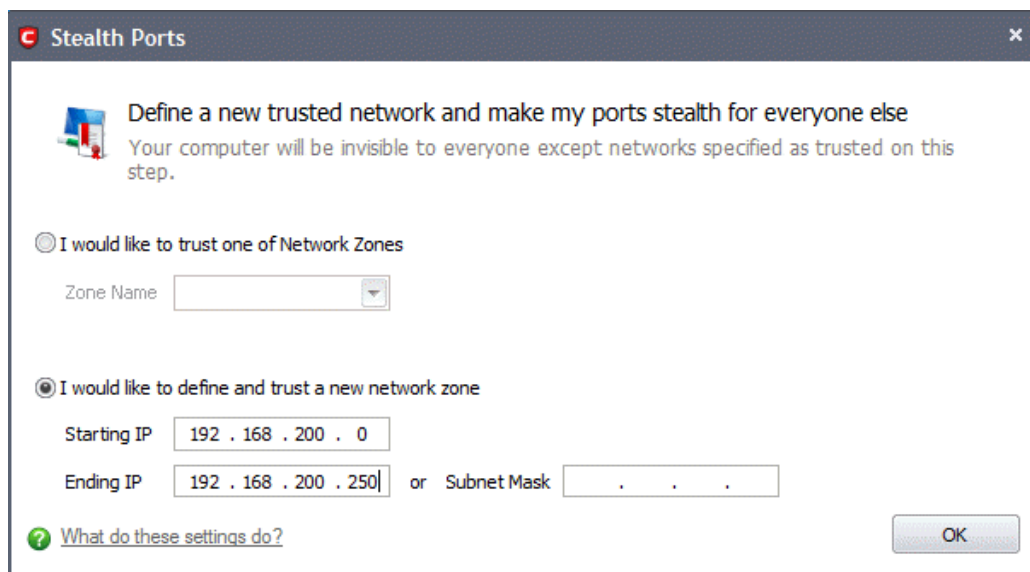 Stealth Ports
Define a new trusted network and make my ports stealth for everyone else
Your computer will be invisible to everyone except networks specified as trusted on this
step.
I would like to trust one of Network Zones
Zone Name
I would like to define and trust a new network zone
Starting IP 192 . 168 . 200 . 0
Ending IP 192 . 168 . 200 . 250 or Subnet Mask . . .
What do these settings do? OK